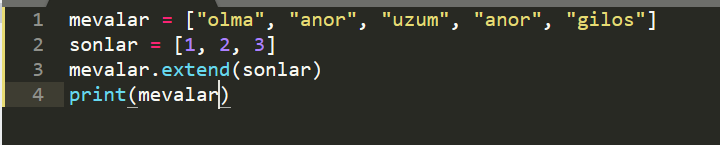 1 mevalar = ["olma", "anor", "uzum", "anor", "gilos"]
2 sonlar = [1, 2, 3]
3 mevalar.extend(sonlar)
4 print(mevalar)